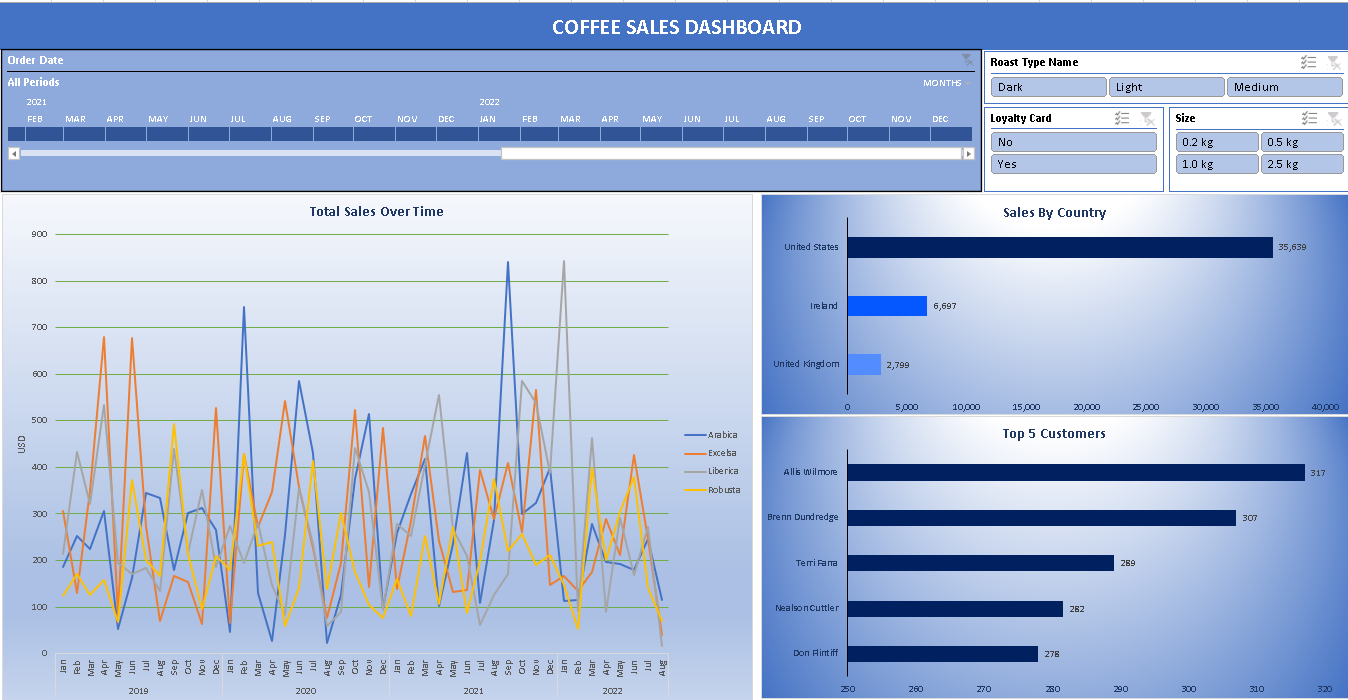 COFFEE SALES DASHBOARD
Order Date
All Periods
MONTHS
2021 2022
FEB MAR APR MAY JUN JUL AUG SEP OCT NOV DEC JAN FEB MAR APR MAY JUN JUL AUG SEP OCT NOV DEC
Roast Type Name
Dark Light Medium
Loyalty Card
No
Yes
Size
0.2 kg 0.5 kg
1.0 kg 2.5 kg
Total Sales Over Time
900
800
700
600
500
400
300
200
100
0
USD
Jan Feb Mar Apr May Jun Jul Aug Sep Oct Nov Dec Jan Feb Mar Apr May Jun Jul Aug Sep Oct Nov Dec Jan Feb Mar Apr May Jun Jul Aug Sep Oct Nov Dec Jan Feb Mar Apr May Jun Jul Aug
2019 2020 2021 2022
Arabica
Excelsa
Liberica
Robusta
Sales By Country
United States 35,639
Ireland 6,697
United Kingdom 2,799
0 5,000 10,000 15,000 20,000 25,000 30,000 35,000 40,000
Top 5 Customers
Allis Wilmore 317
Brenn Dundredge 307
Terri Farra 289
Nealson Cuttler 282
Don Flintiff 278
250 260 270 280 290 300 310 320